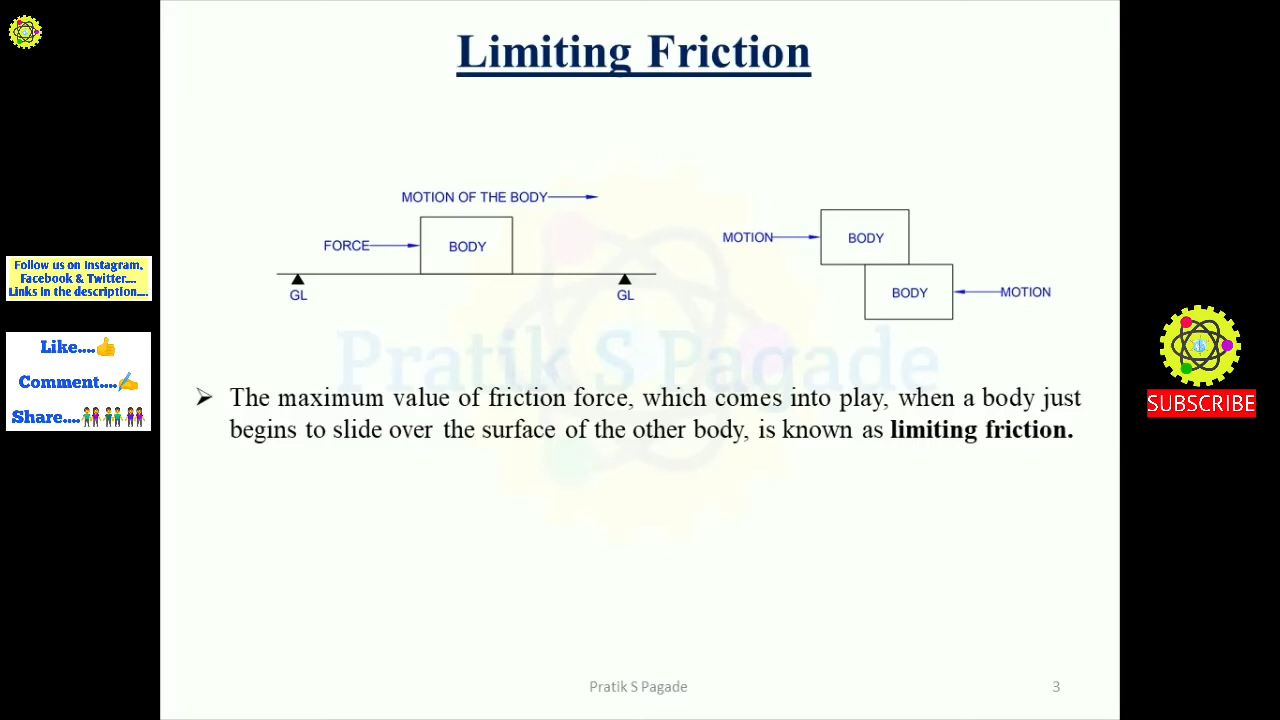 Limiting Friction
MOTION OF THE BODY
FORCE
BODY
GL
GL
MOTION
BODY
BODY
MOTION
Pratik S Pagade
➢ The maximum value of friction force, which comes into play, when a body just
begins to slide over the surface of the other body, is known as limiting friction.
Follow us on Instagram,
Facebook & Twitter....
Links in the description....
Like....👍
Comment....✍
Share....👫👬👭
SUBSCRIBE
Pratik S Pagade
3